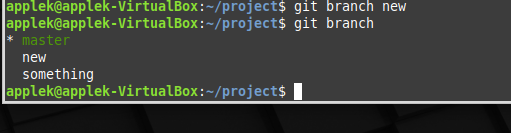 applek@applek-VirtualBox:~/project$ git branch new
applek@applek-VirtualBox:~/project$ git branch
* master
new
something
applek@applek-VirtualBox:~/project$